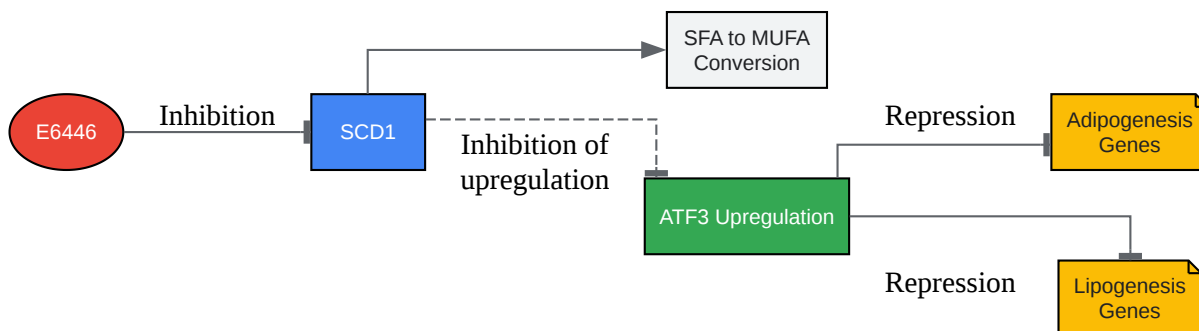 SFA to MUFA
Conversion
E6446
Inhibition
SCD1
Inhibition of
upregulation
Repression
Adipogenesis
Genes
ATF3 Upregulation
Repression
Lipogenesis
Genes